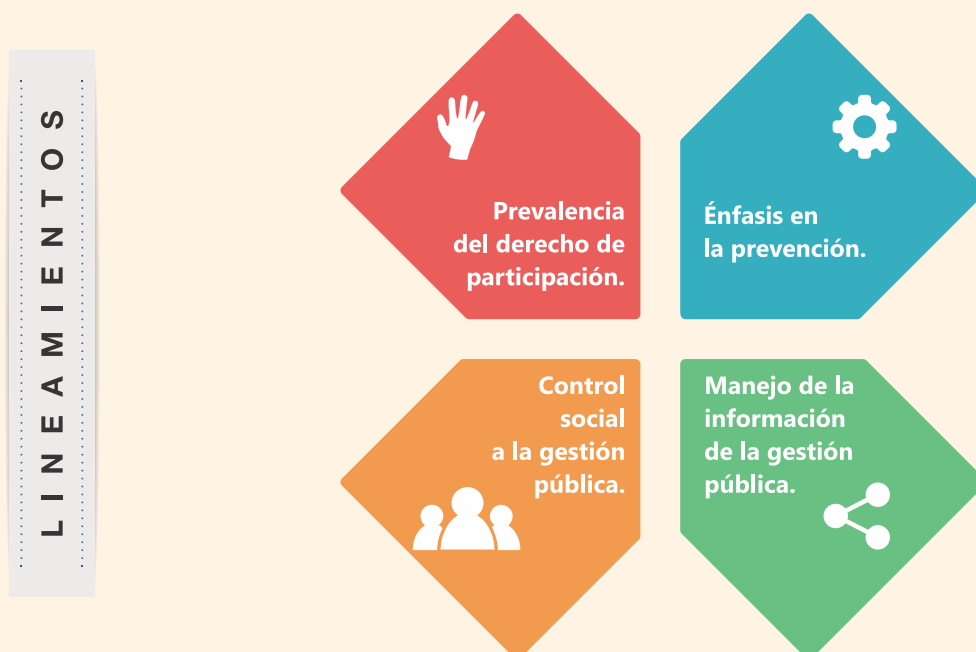 LINEAMIENTOS
Prevalencia
del derecho de
participación.
Énfasis en
la prevención.
Control
social
a la gestión
pública.
Manejo de la
información
de la gestión
pública.